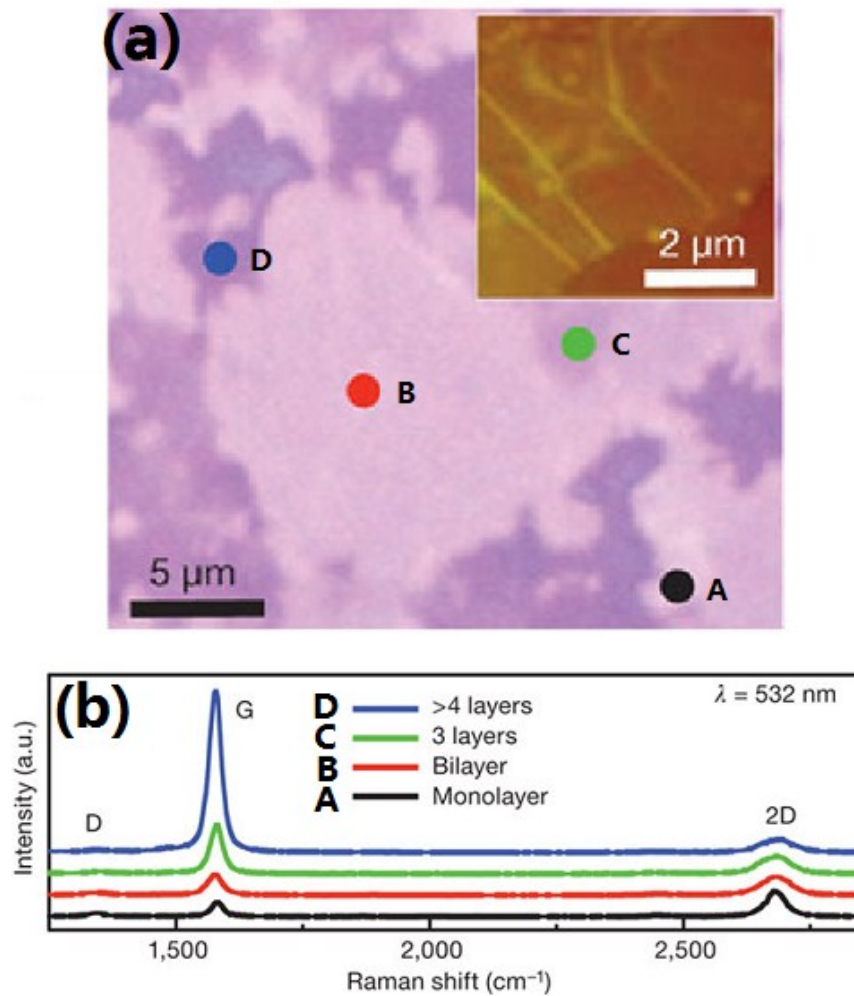 (a)
2 μm
D
C
B
5 μm
A
(b)
G
D >4 layers
C 3 layers
B Bilayer
A Monolayer
λ = 532 nm
D
2D
Intensity (a.u.)
1,500 2,000 2,500
Raman shift (cm⁻¹)